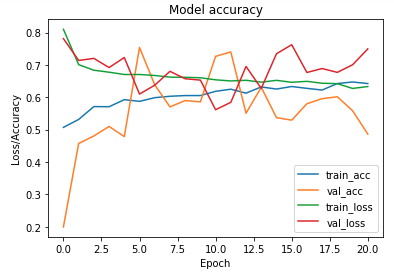 Model accuracy
Loss/Accuracy
0.8
0.7
0.6
0.5
0.4
0.3
0.2
train_acc
val_acc
train_loss
val_loss
0.0 2.5 5.0 7.5 10.0 12.5 15.0 17.5 20.0
Epoch